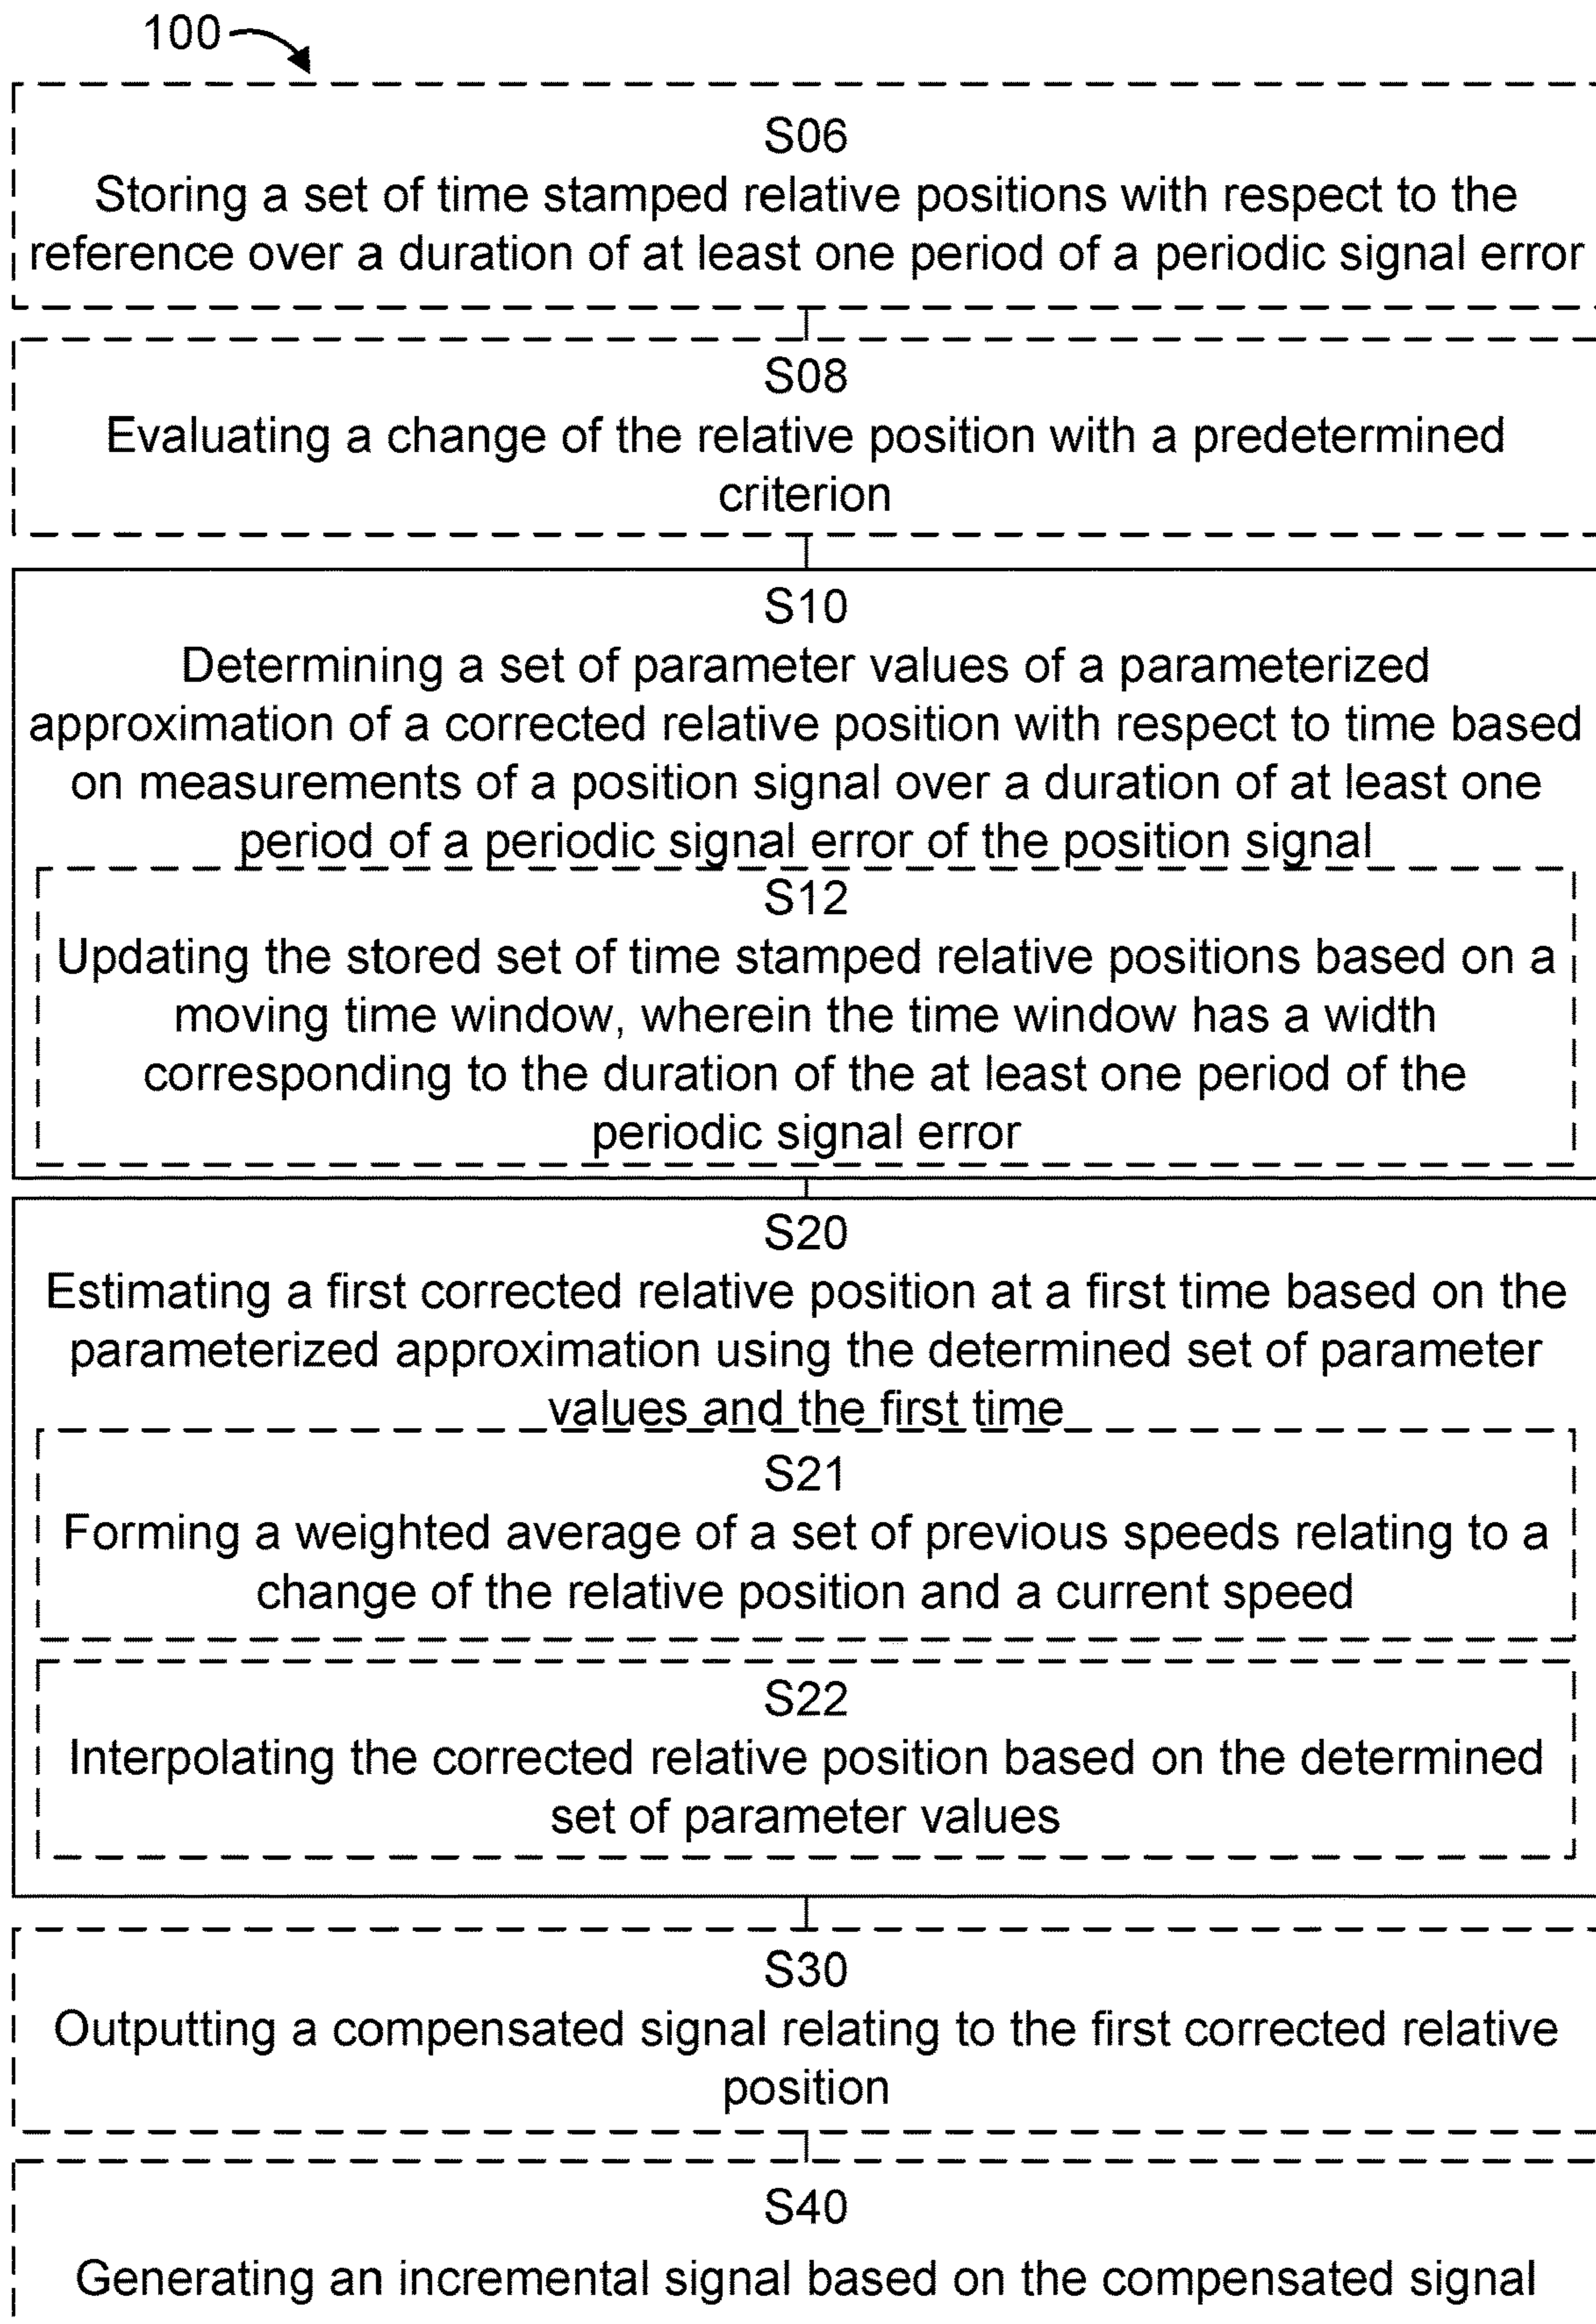 100
S06
Storing a set of time stamped relative positions with respect to the
reference over a duration of at least one period of a periodic signal error
S08
Evaluating a change of the relative position with a predetermined
criterion
S10
Determining a set of parameter values of a parameterized
approximation of a corrected relative position with respect to time based
on measurements of a position signal over a duration of at least one
period of a periodic signal error of the position signal
S12
Updating the stored set of time stamped relative positions based on a
moving time window, wherein the time window has a width
corresponding to the duration of the at least one period of the
periodic signal error
S20
Estimating a first corrected relative position at a first time based on the
parameterized approximation using the determined set of parameter
values and the first time
S21
Forming a weighted average of a set of previous speeds relating to a
change of the relative position and a current speed
S22
Interpolating the corrected relative position based on the determined
set of parameter values
S30
Outputting a compensated signal relating to the first corrected relative
position
S40
Generating an incremental signal based on the compensated signal